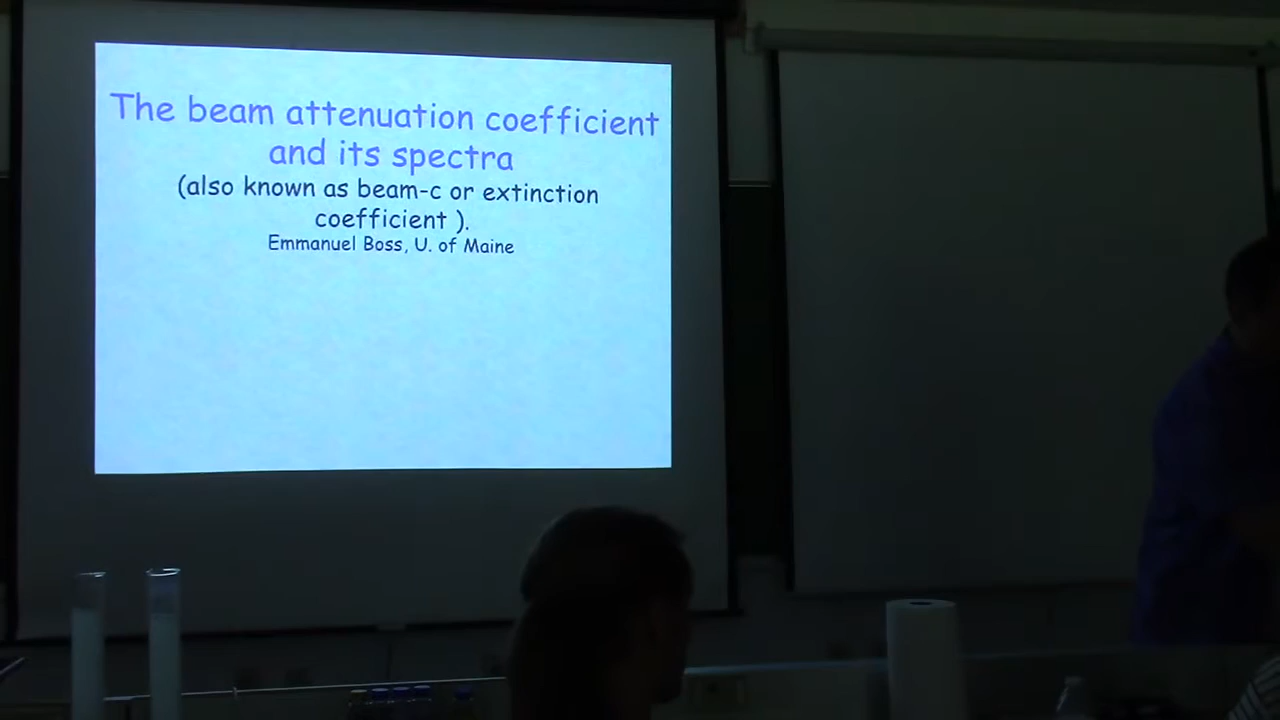 The beam attenuation coefficient
and its spectra
(also known as beam-c or extinction
coefficient ).
Emmanuel Boss, U. of Maine